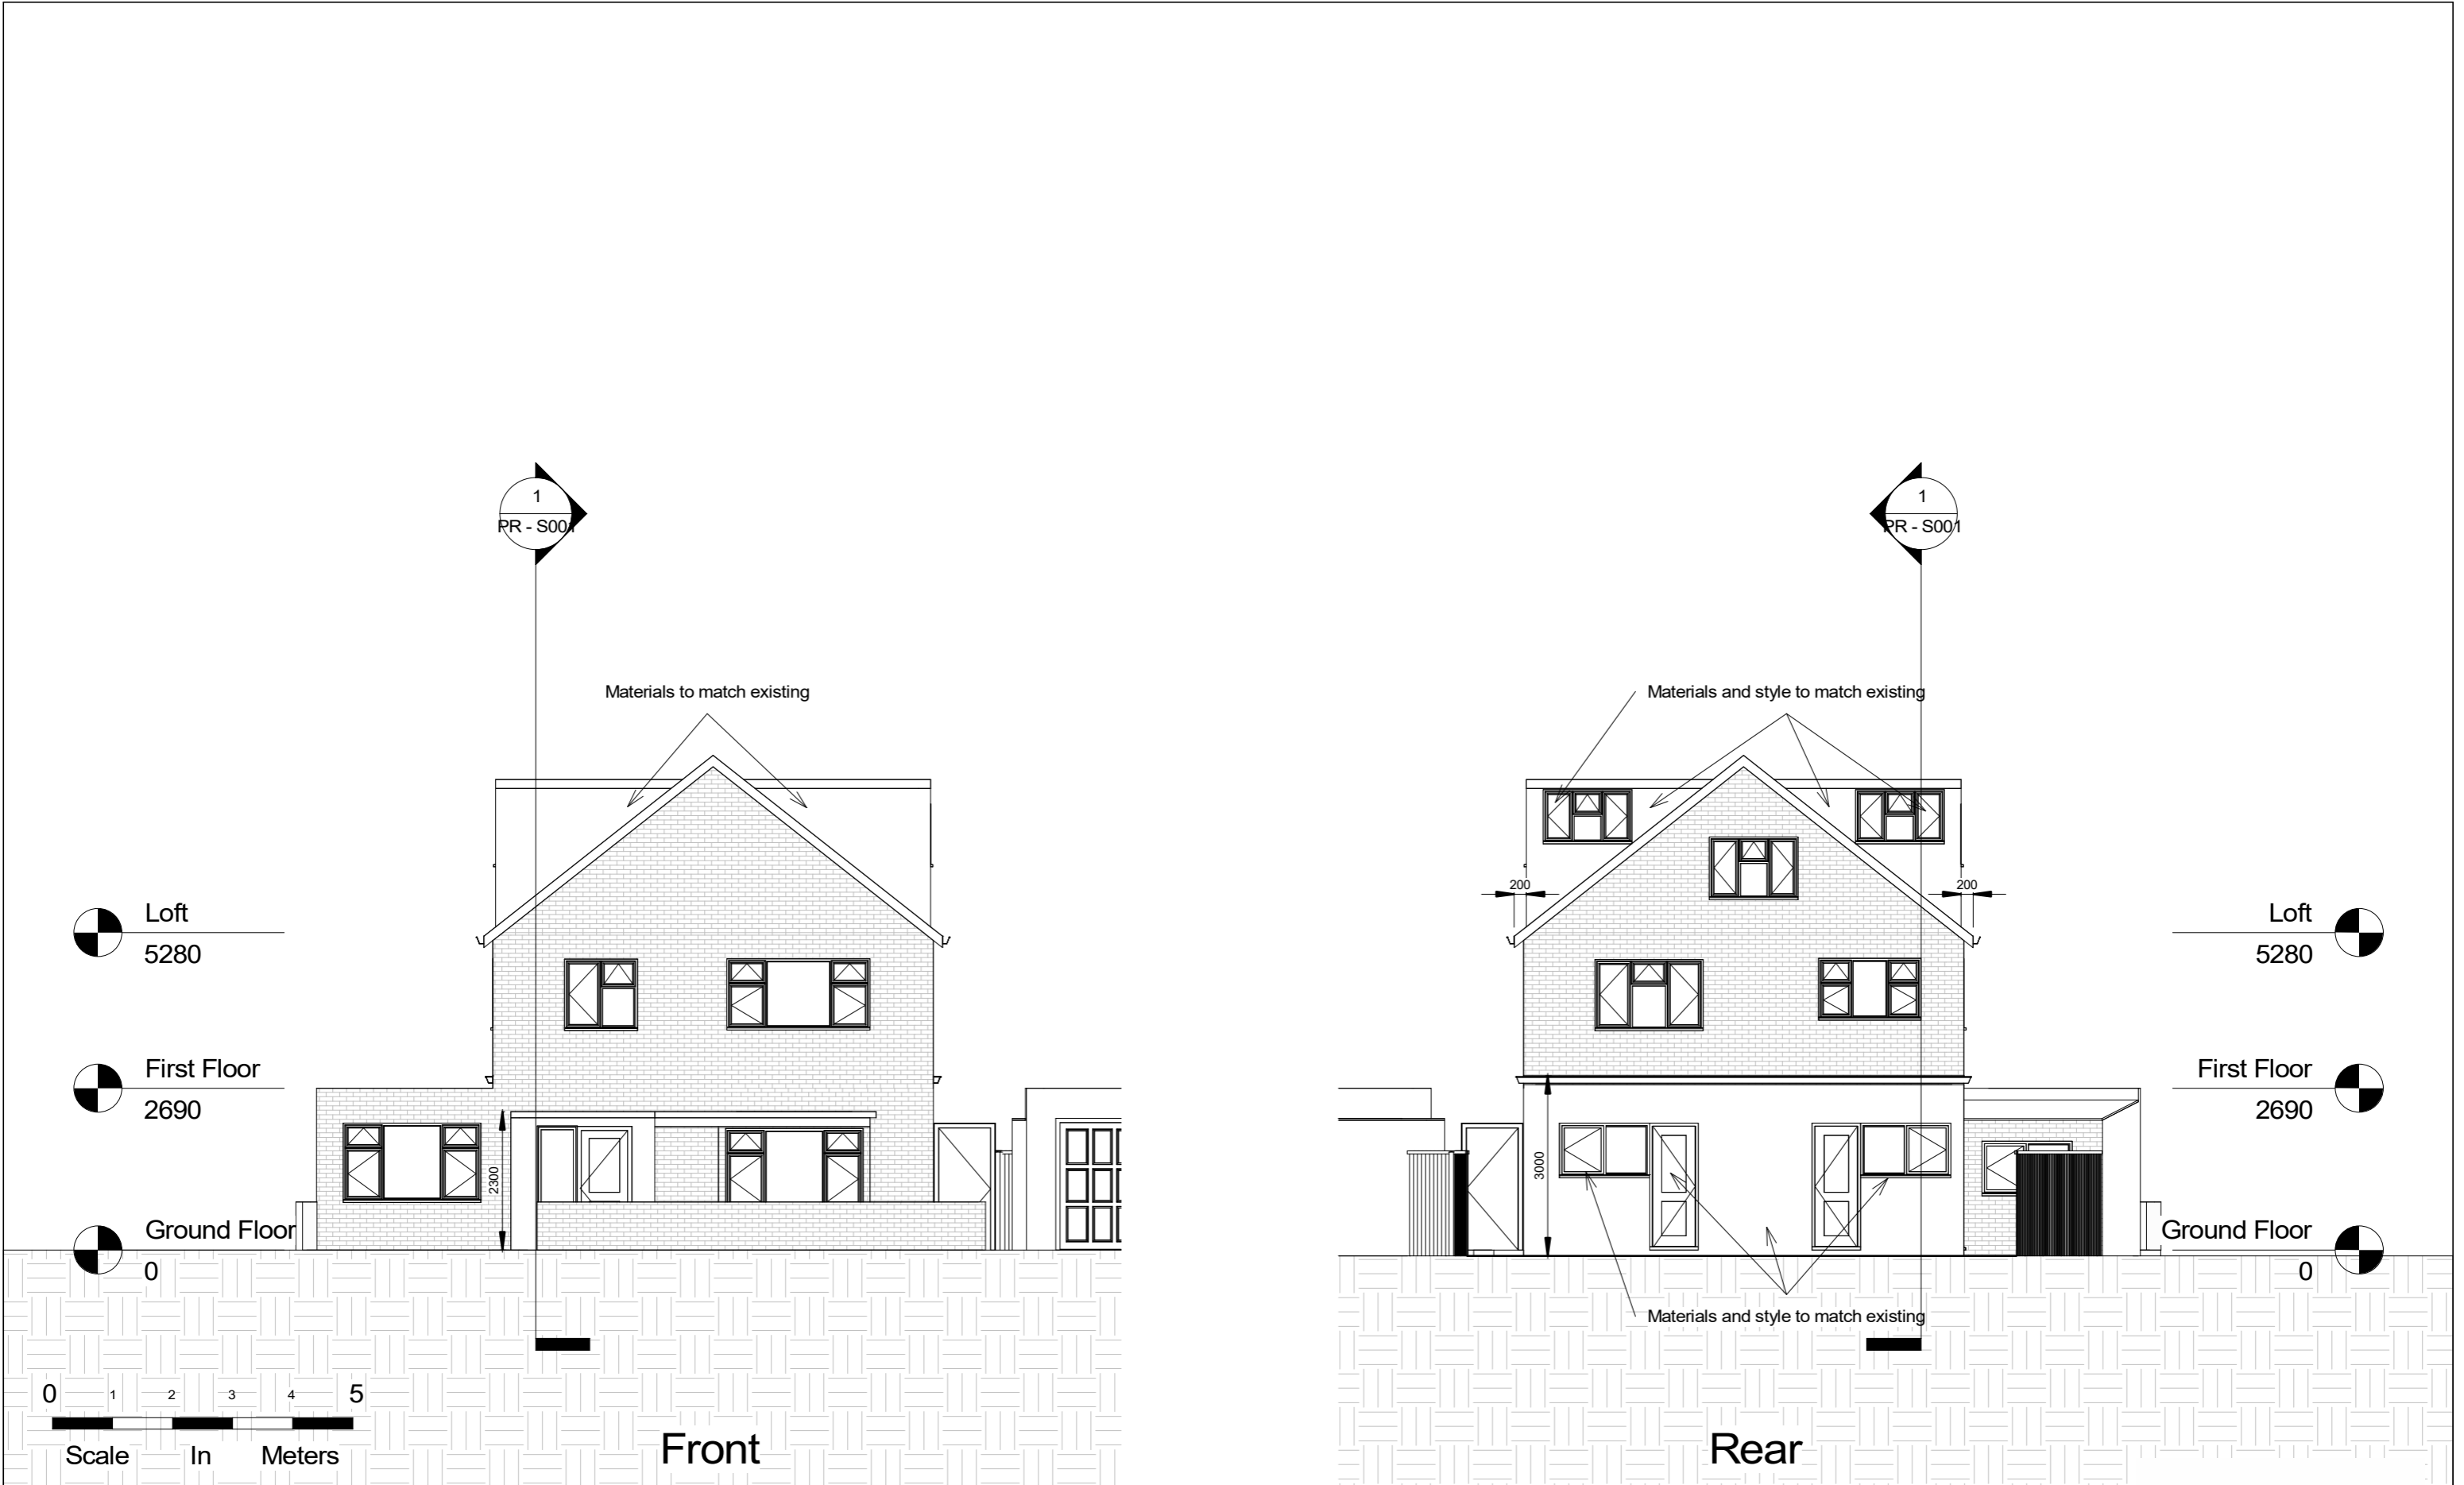 1
PR - S001
1
PR - S001
Materials to match existing
Materials and style to match existing
200
200
Loft
5280
Loft
5280
First Floor
2690
First Floor
2690
2300
3000
Ground Floor
0
Ground Floor
0
Materials and style to match existing
0 1 2 3 4 5
Scale In Meters
Front
Rear